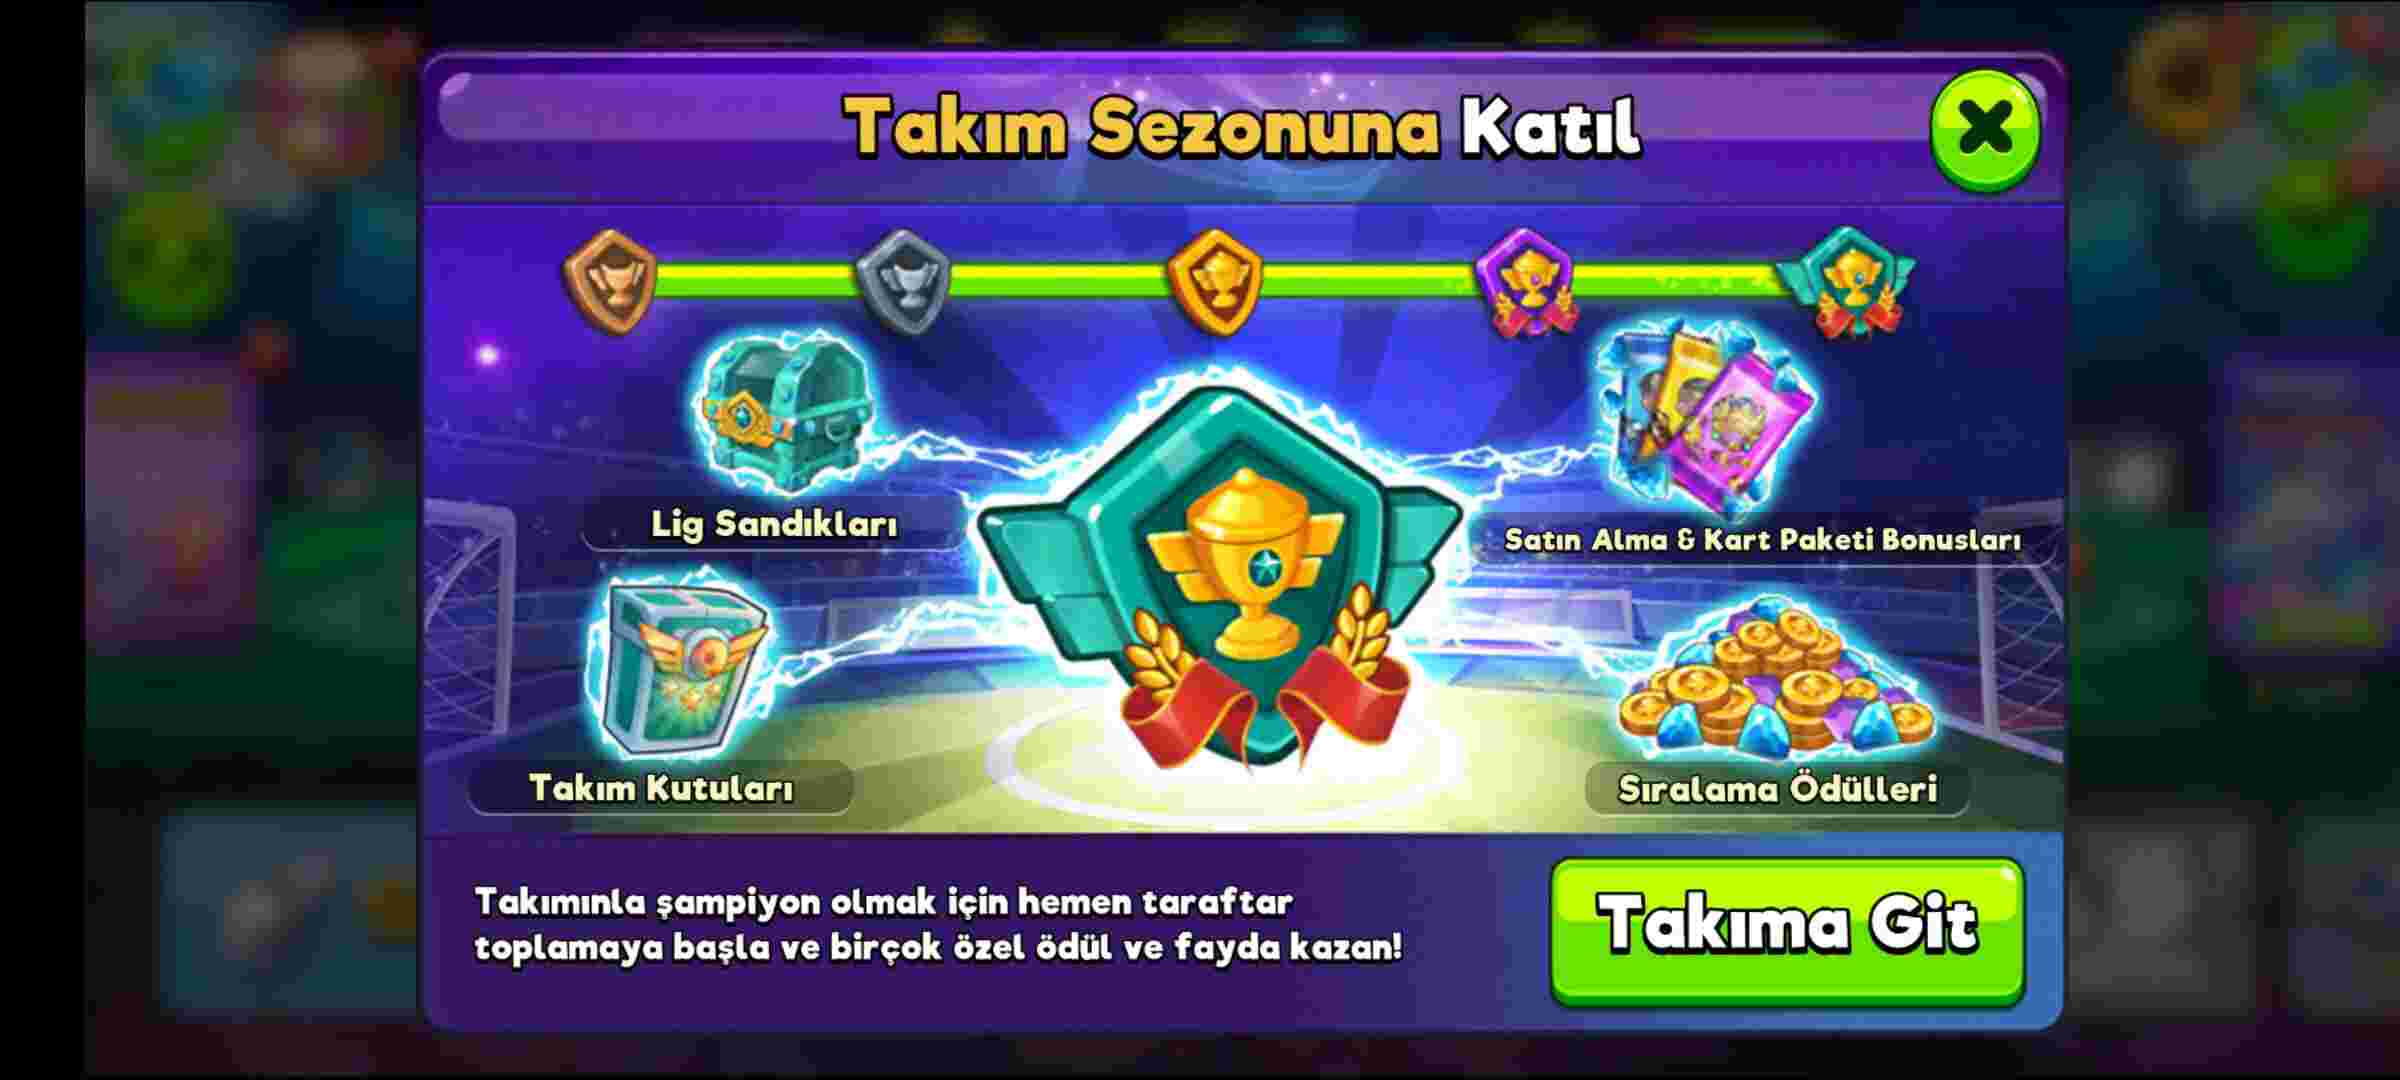 Takım Sezonuna Katıl
Lig Sandıkları
Satın Alma & Kart Paketi Bonusları
Takım Kutuları
Sıralama Ödülleri
Takımınla şampiyon olmak için hemen taraftar
toplamaya başla ve birçok özel ödül ve fayda kazan!
Takıma Git